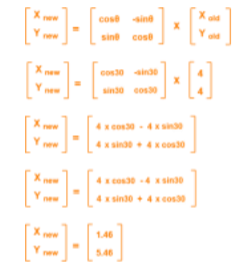 [X new] = [cosθ -sinθ] X [X old]
[Y new] [sinθ cosθ] [Y old]
[X new] = [cos30 -sin30] X [4]
[Y new] [sin30 cos30] [4]
[X new] = [4 x cos30 - 4 x sin30]
[Y new] [4 x sin30 + 4 x cos30]
[X new] = [4 x cos30 - 4 x sin30]
[Y new] [4 x sin30 + 4 x cos30]
[X new] = [1.46]
[Y new] [5.46]